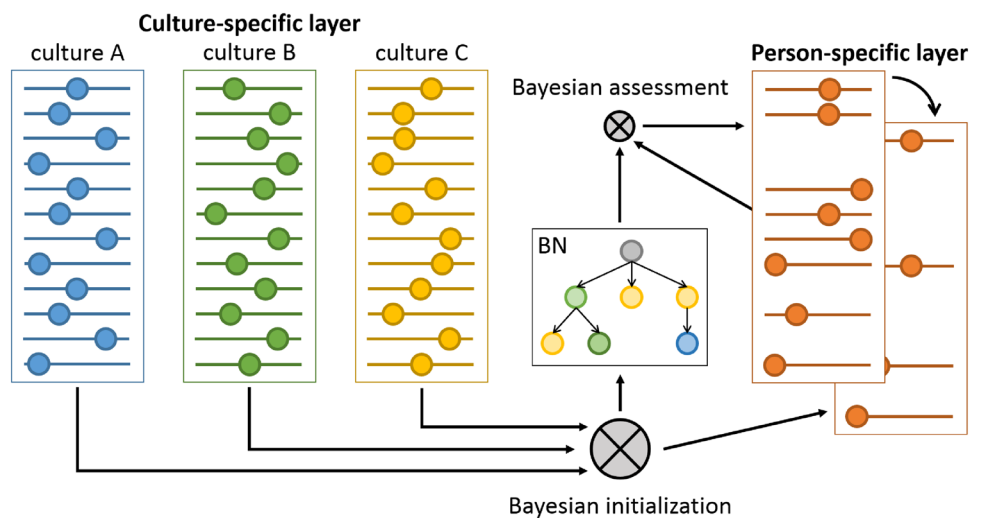 Culture-specific layer
culture A
culture B
culture C
Person-specific layer
Bayesian assessment
BN
Bayesian initialization